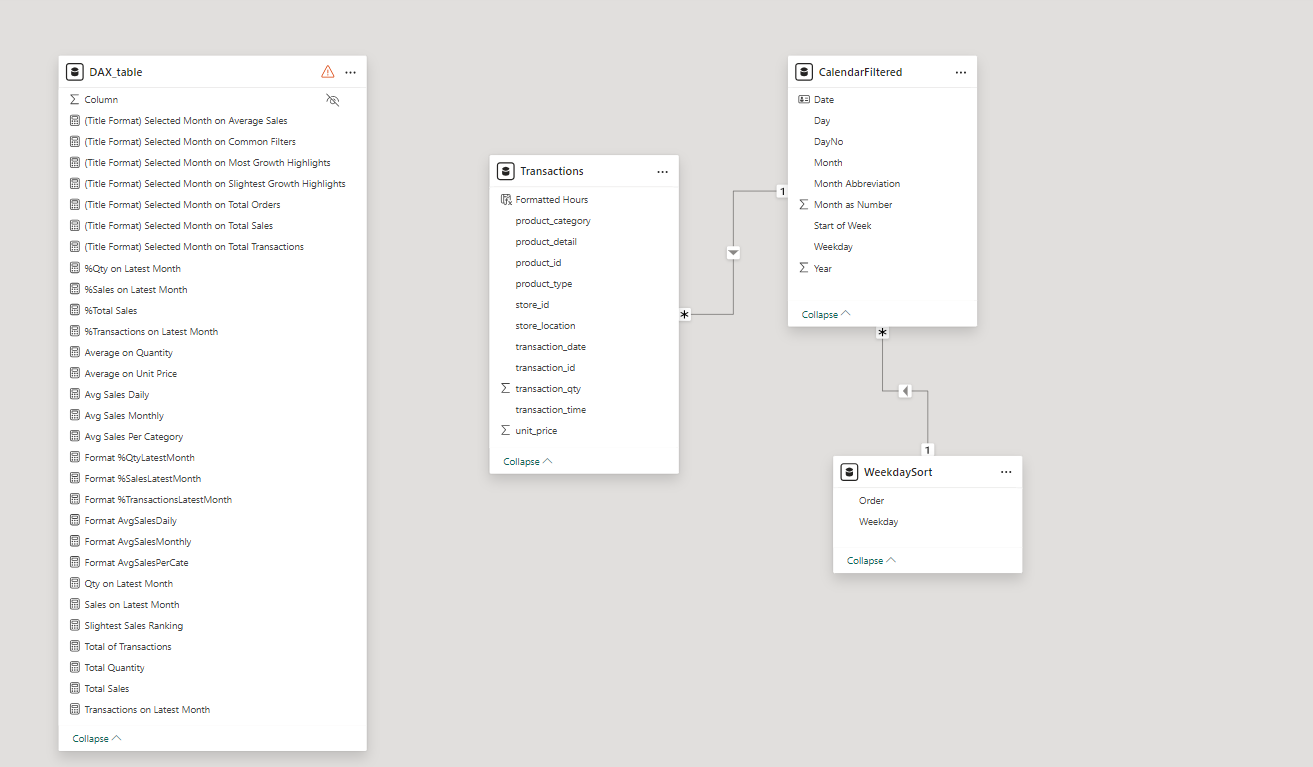 DAX_table
Column
(Title Format) Selected Month on Average Sales
(Title Format) Selected Month on Common Filters
(Title Format) Selected Month on Most Growth Highlights
(Title Format) Selected Month on Slightest Growth Highlights
(Title Format) Selected Month on Total Orders
(Title Format) Selected Month on Total Sales
(Title Format) Selected Month on Total Transactions
%Qty on Latest Month
%Sales on Latest Month
%Total Sales
%Transactions on Latest Month
Average on Quantity
Average on Unit Price
Avg Sales Daily
Avg Sales Monthly
Avg Sales Per Category
Format %QtyLatestMonth
Format %SalesLatestMonth
Format %TransactionsLatestMonth
Format AvgSalesDaily
Format AvgSalesMonthly
Format AvgSalesPerCate
Qty on Latest Month
Sales on Latest Month
Slightest Sales Ranking
Total of Transactions
Total Quantity
Total Sales
Transactions on Latest Month
Collapse
Transactions
Formatted Hours
product_category
product_detail
product_id
product_type
store_id
store_location
transaction_date
transaction_id
transaction_qty
transaction_time
unit_price
Collapse
*
1
CalendarFiltered
Date
Day
DayNo
Month
Month Abbreviation
Month as Number
Start of Week
Weekday
Year
Collapse
*
1
WeekdaySort
Order
Weekday
Collapse